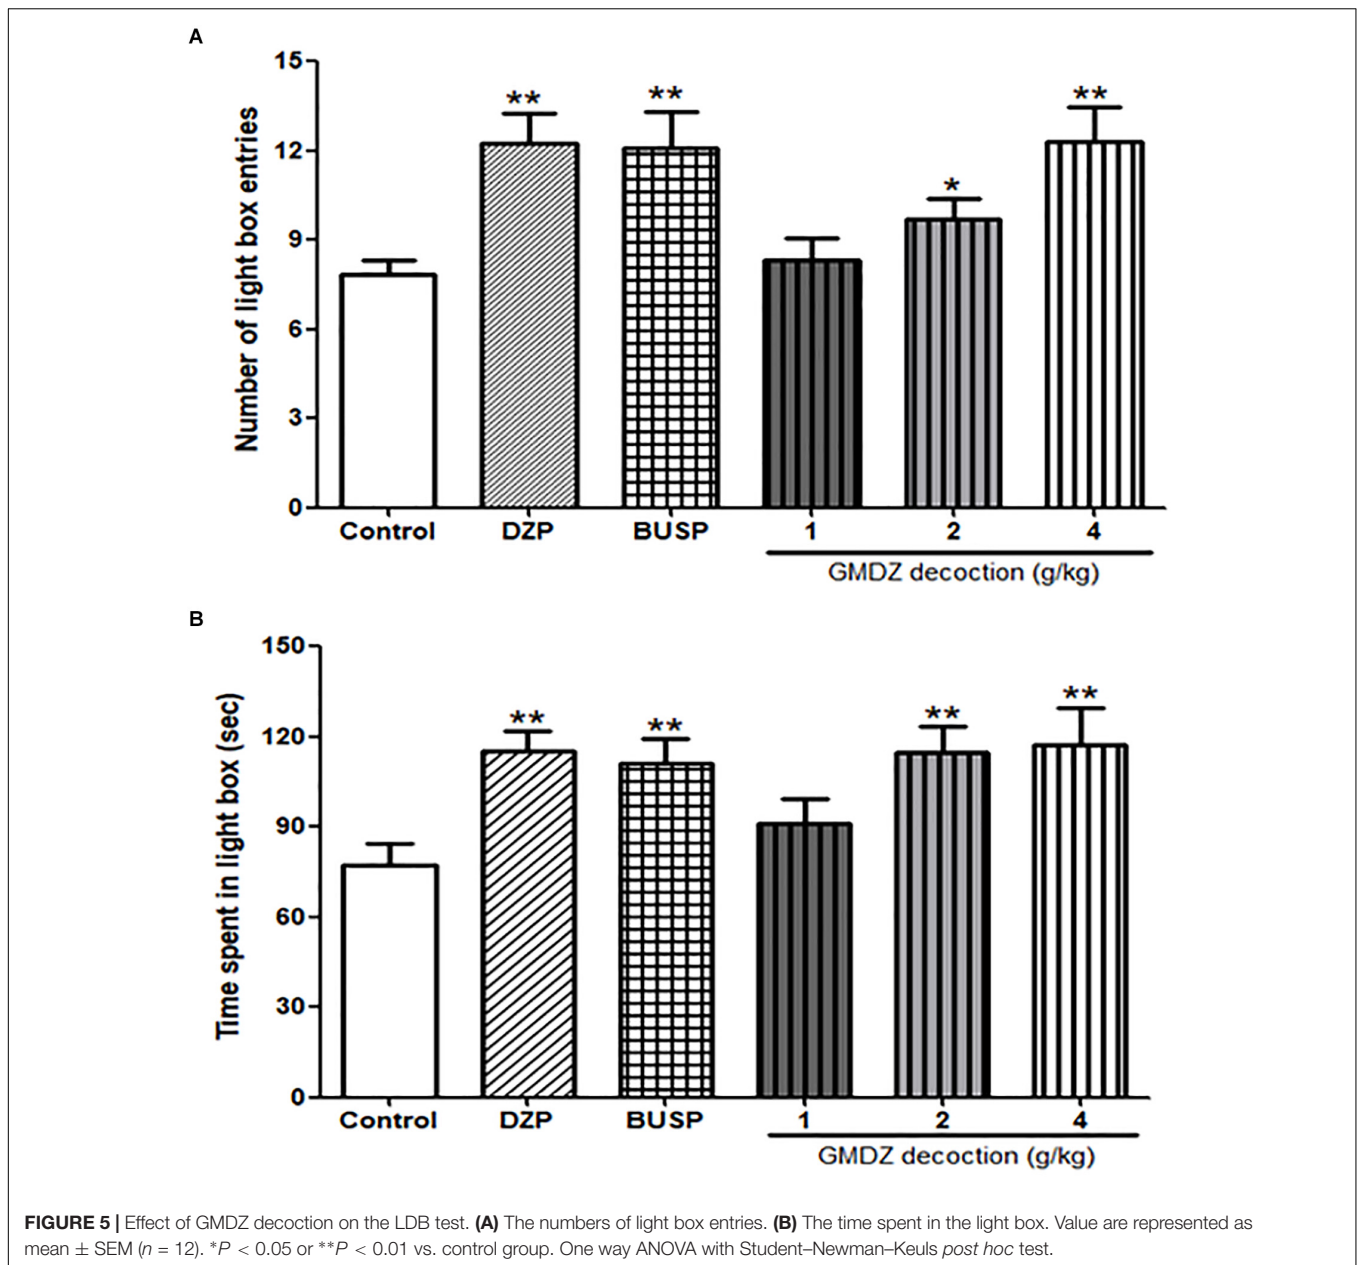 A
15
12
9
6
3
0
Number of light box entries
** ** * **
Control DZP BUSP 1 2 4
GMDZ decoction (g/kg)
B
150
120
90
60
30
0
Time spent in light box (sec)
** ** ** **
Control DZP BUSP 1 2 4
GMDZ decoction (g/kg)
FIGURE 5 | Effect of GMDZ decoction on the LDB test. (A) The numbers of light box entries. (B) The time spent in the light box. Value are represented as
mean ± SEM (n = 12). *P < 0.05 or **P < 0.01 vs. control group. One way ANOVA with Student–Newman–Keuls post hoc test.